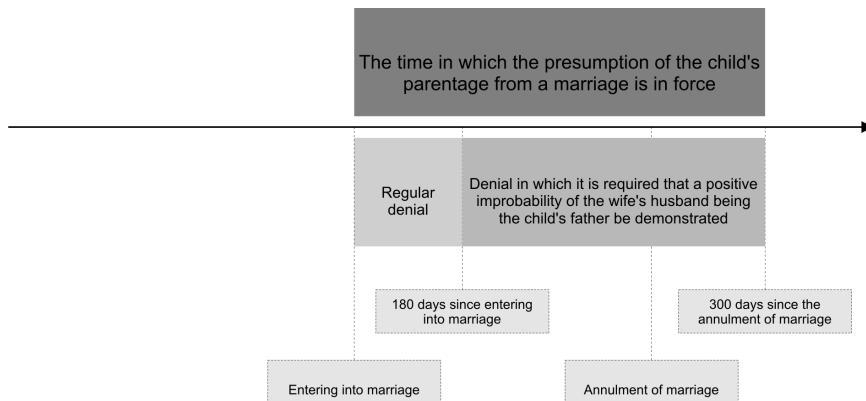 The time in which the presumption of the child's
parentage from a marriage is in force
Regular
denial
Denial in which it is required that a positive
improbability of the wife's husband being
the child's father be demonstrated
180 days since entering
into marriage
300 days since the
annulment of marriage
Entering into marriage
Annulment of marriage